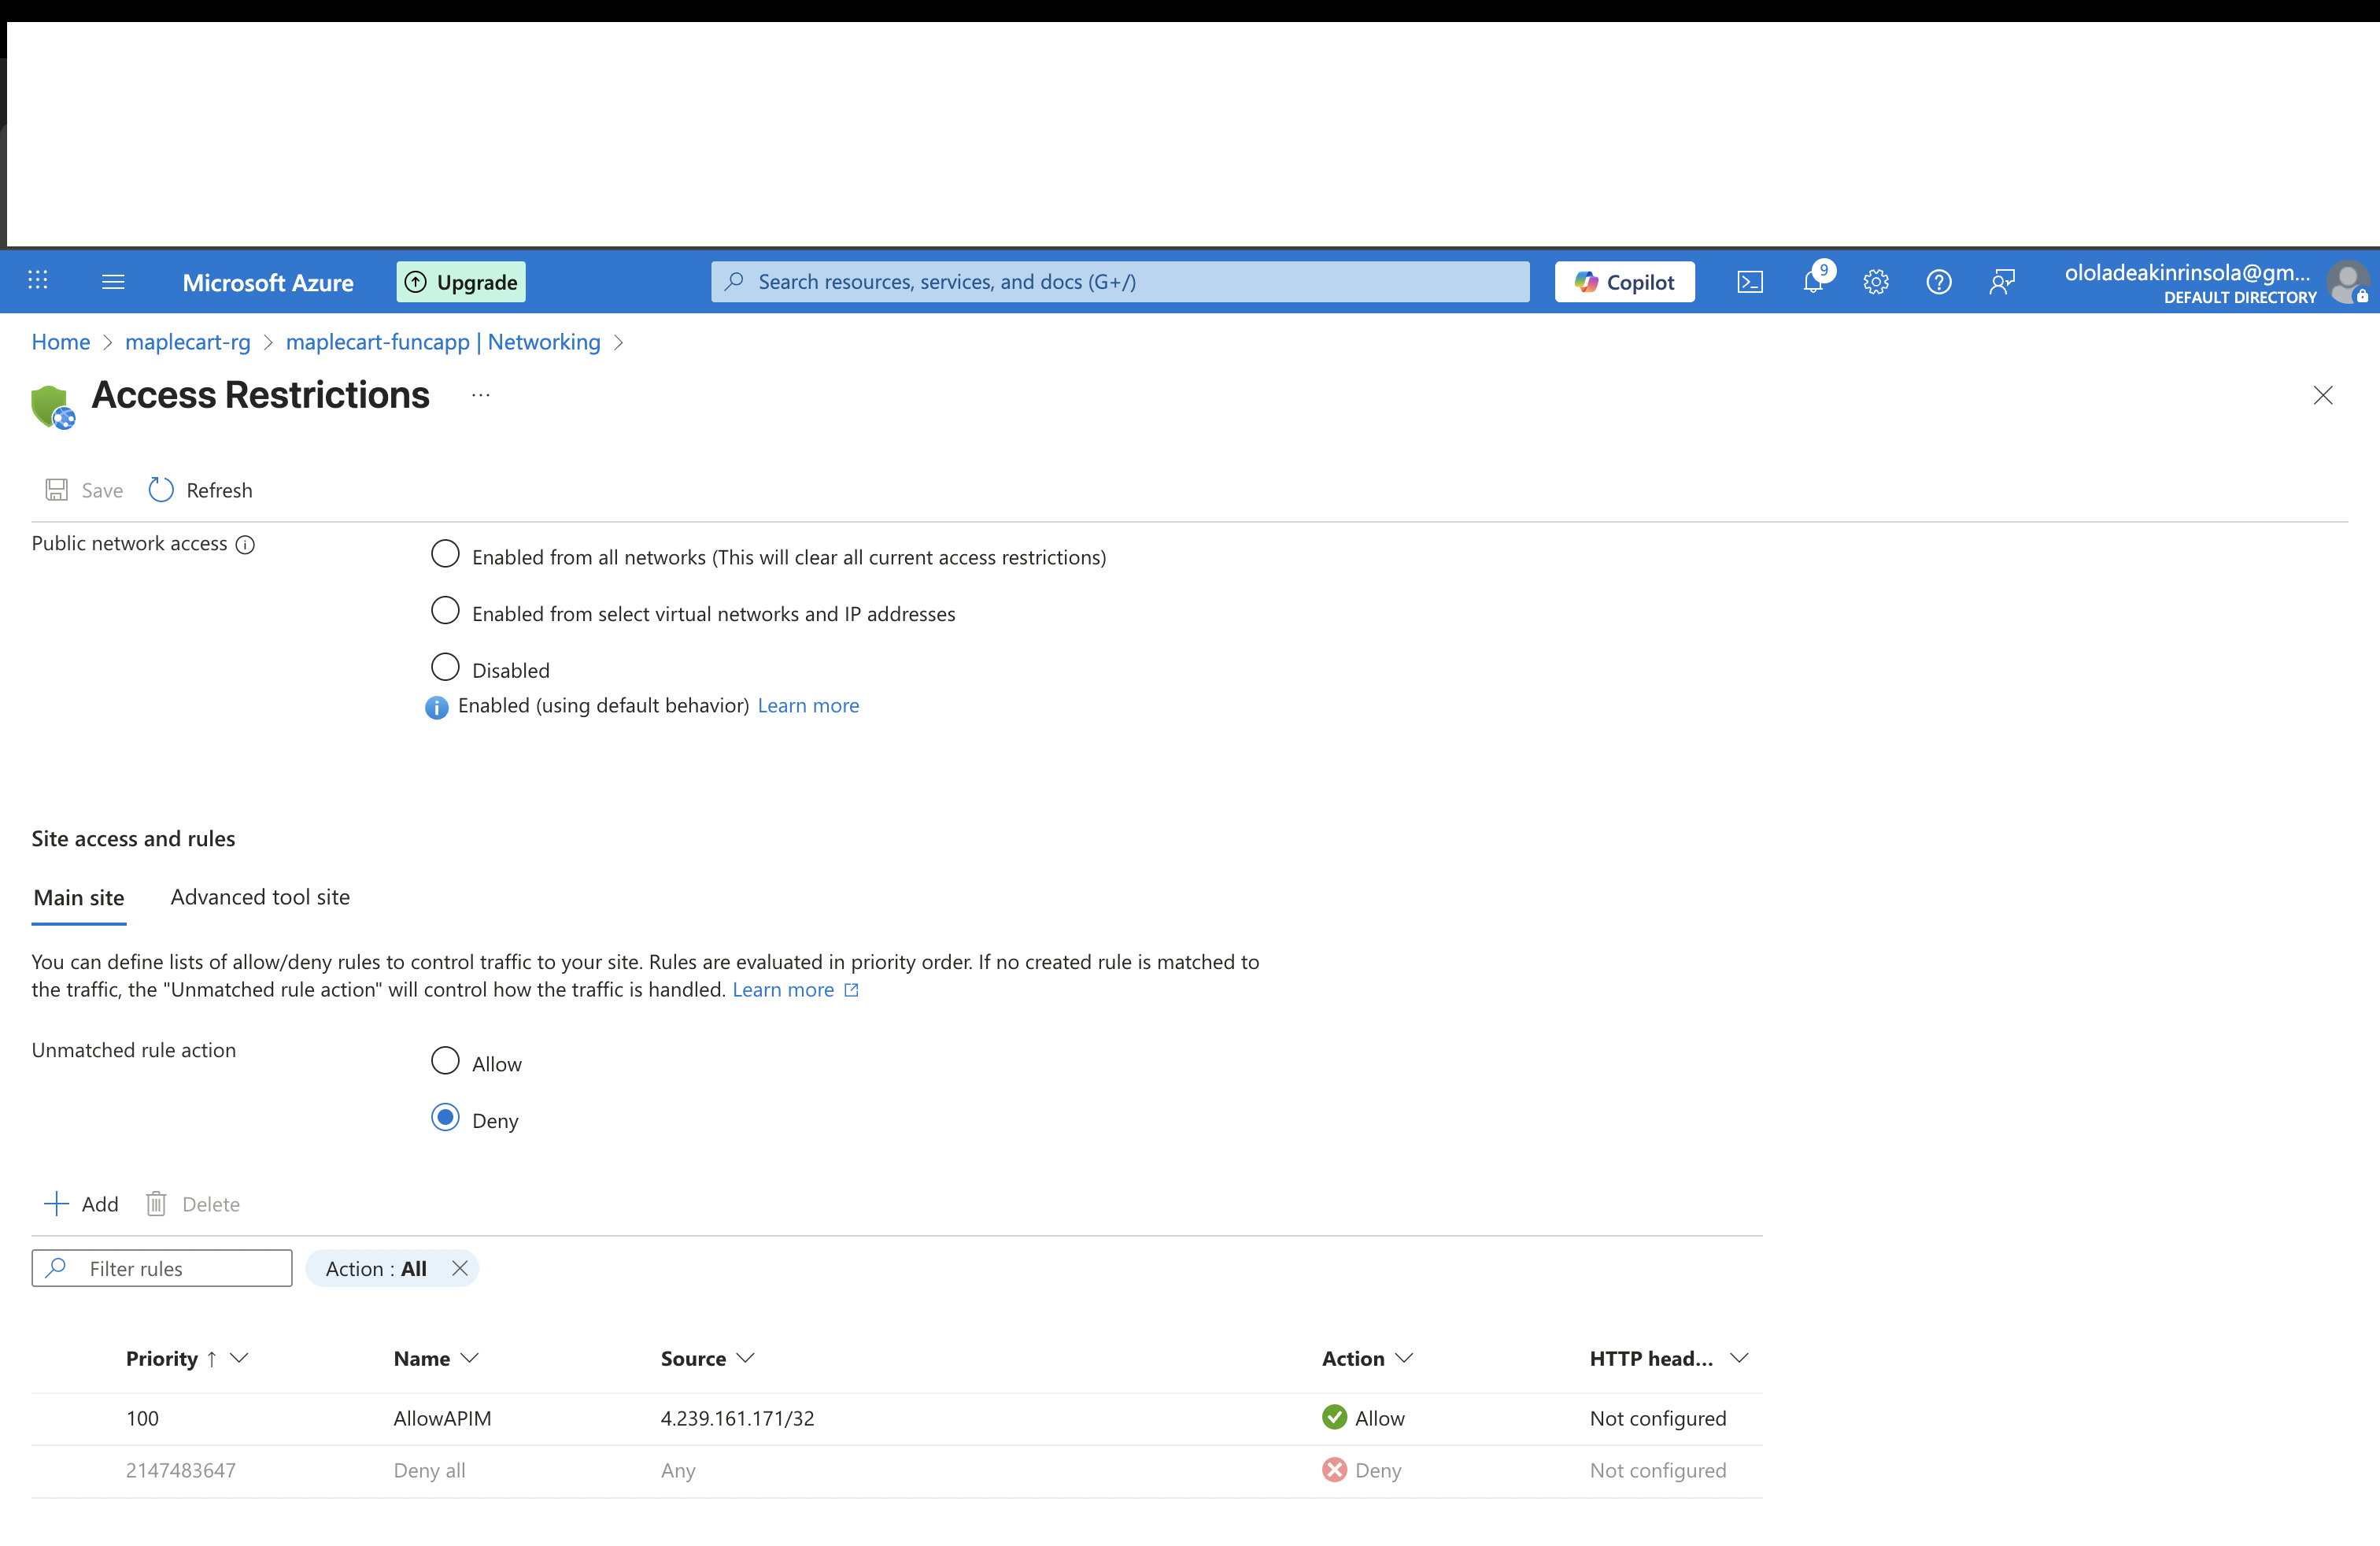 Microsoft Azure
Upgrade
Search resources, services, and docs (G+/)
Copilot
9
ololadeakinrinsola@gm...
DEFAULT DIRECTORY
Home > maplecart-rg > maplecart-funcapp | Networking >
Access Restrictions ...
Save Refresh
Public network access
Enabled from all networks (This will clear all current access restrictions)
Enabled from select virtual networks and IP addresses
Disabled
Enabled (using default behavior) Learn more
Site access and rules
Main site Advanced tool site
You can define lists of allow/deny rules to control traffic to your site. Rules are evaluated in priority order. If no created rule is matched to
the traffic, the "Unmatched rule action" will control how the traffic is handled. Learn more
Unmatched rule action
Allow
Deny
Add Delete
Filter rules Action : All
Priority ↑ Name Source Action HTTP head...
100 AllowAPIM 4.239.161.171/32 Allow Not configured
2147483647 Deny all Any Deny Not configured